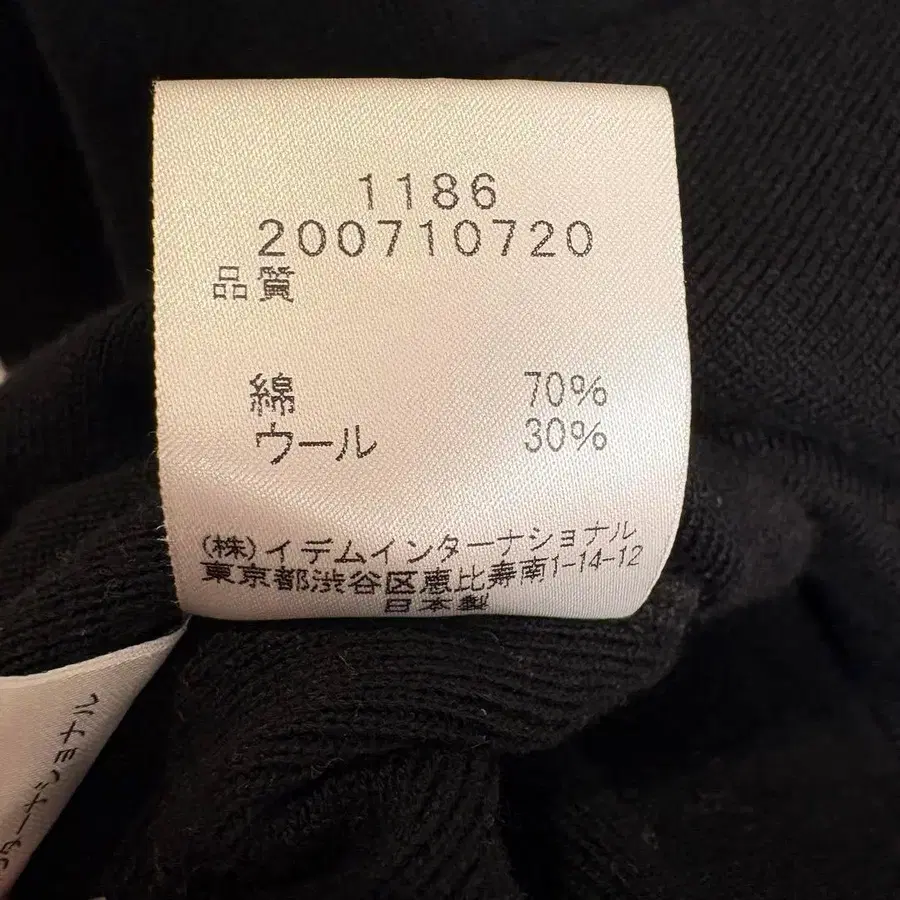 1186
200710720
品質
綿 70%
ウール 30%
(株)イデムインターナショナル
東京都渋谷区恵比寿南1-14-12
日本製